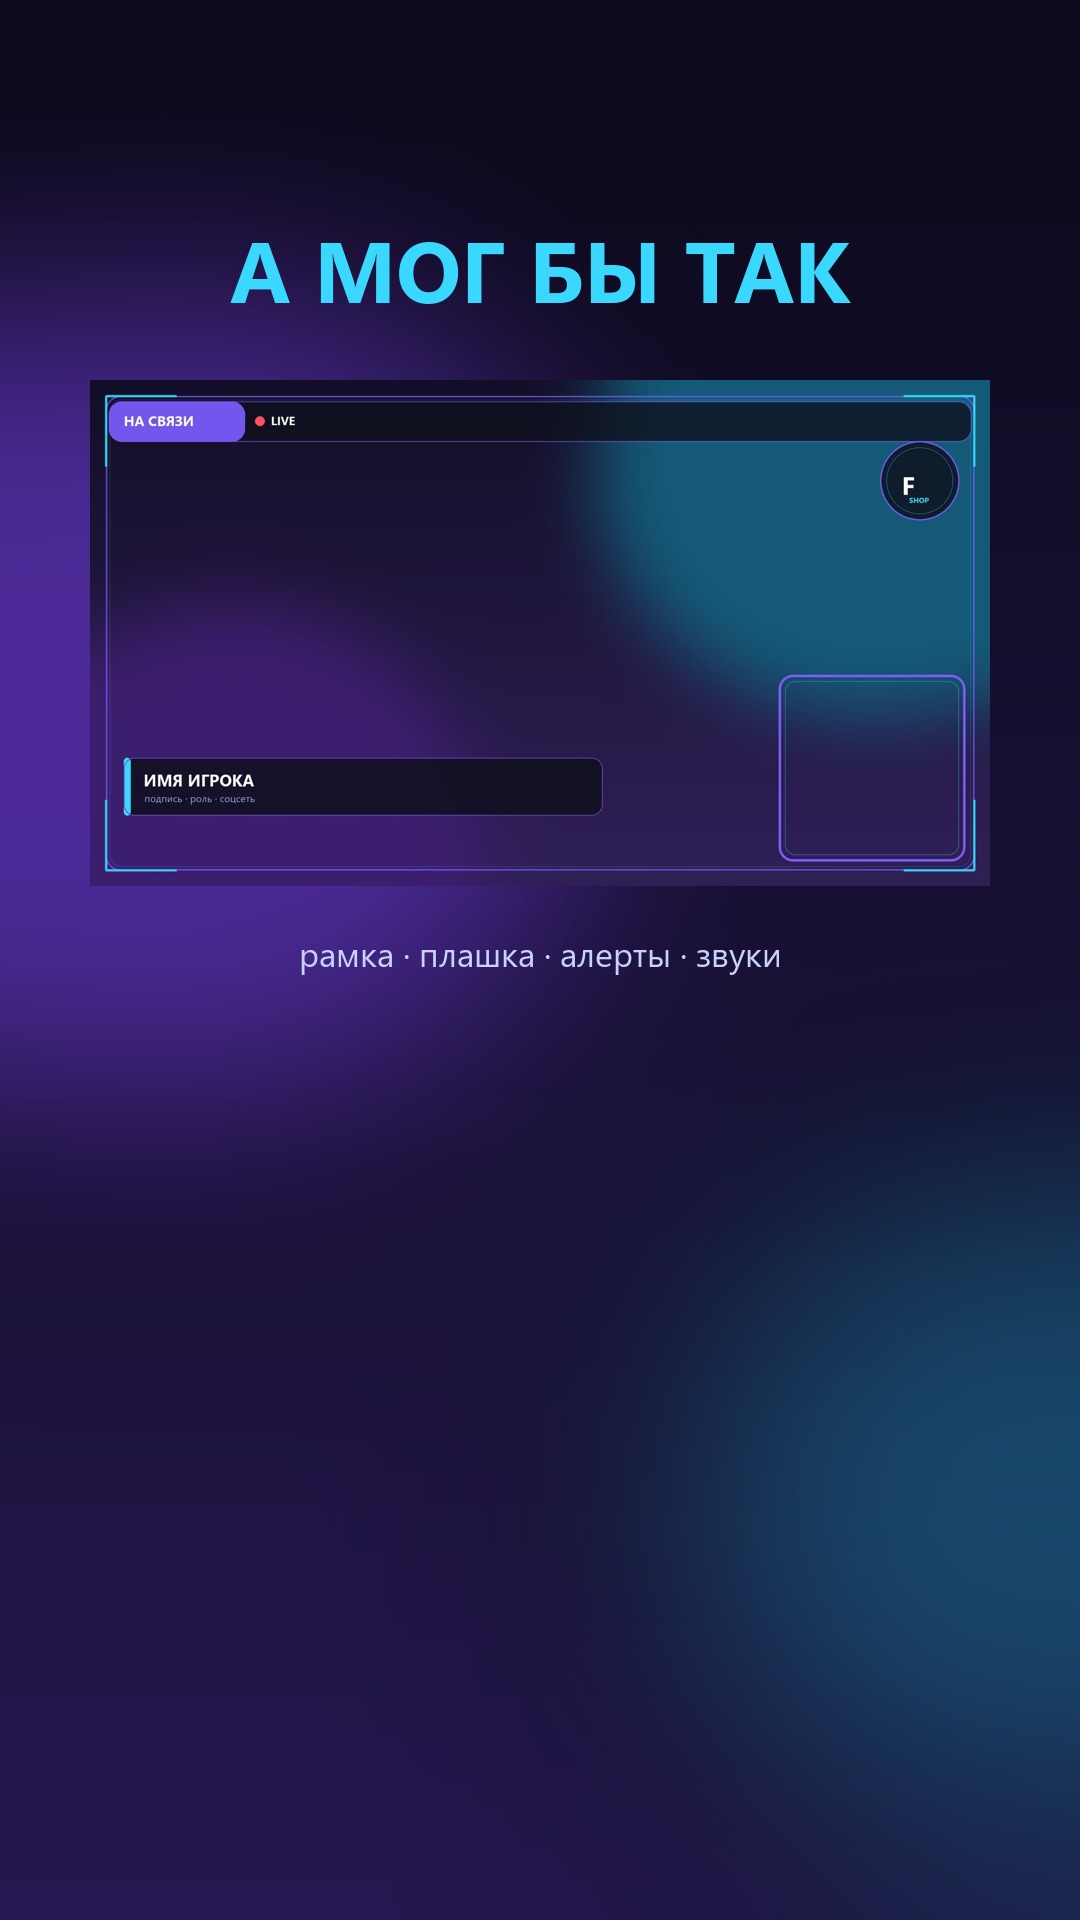 А МОГ БЫ ТАК
НА СВЯЗИ
LIVE
F
SHOP
ИМЯ ИГРОКА
подпись · роль · соцсеть
рамка · плашка · алерты · звуки